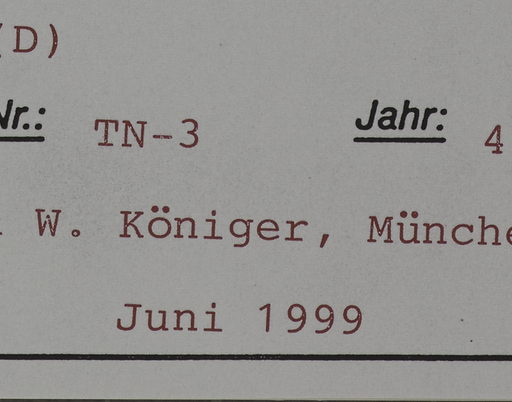 (D)
Nr.: TN-3 Jahr: 4
W. Königer, Münche
Juni 1999